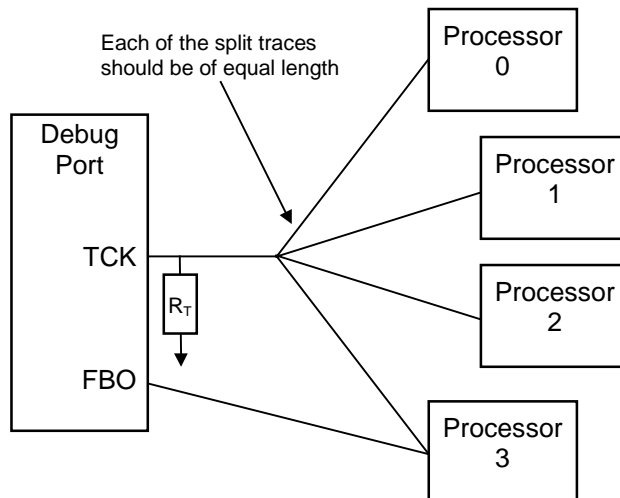 Each of the split traces
should be of equal length
Processor
0
Debug
Port
Processor
1
TCK
Processor
2
RT
FBO
Processor
3